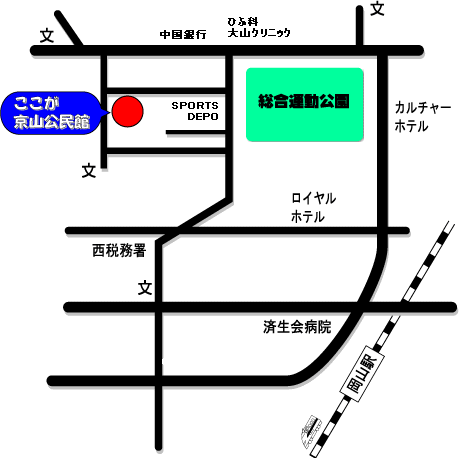 文
文
中国銀行
ひふ科
大山クリニック
ここが
京山公民館
SPORTS
DEPO
総合運動公園
カルチャー
ホテル
文
ロイヤル
ホテル
西税務署
文
済生会病院
岡山駅